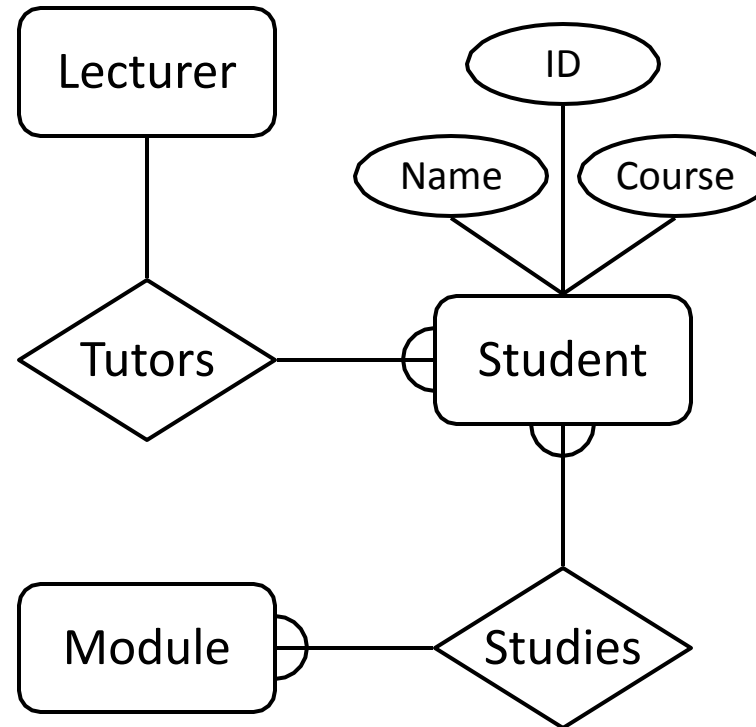 Lecturer
ID
Name
Course
Tutors
Student
Module
Studies